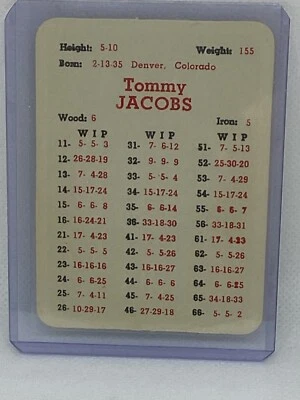 Height: 5-10 Weight: 155
Born: 2-13-35 Denver, Colorado
Tommy
JACOBS
Wood: 6 Iron: 5
W I P W I P W I P
11- 5- 5- 3 31- 7- 6-12 51- 7- 5-13
12-26-28-19 32- 9- 9- 9 52-25-30-20
13- 7- 4-28 33- 5- 5- 4 53- 7- 4-29
14-15-17-24 34-15-17-24 54-15-17-24
15- 6- 6- 8 35- 6- 6-14 55- 6- 6- 7
16-16-24-21 36-33-18-30 56-33-18-31
21-17- 4-23 41-17- 4-23 61-17- 4-23
22- 5- 5- 5 42- 5- 5- 5 62- 5- 5-26
23-16-16-16 43-16-16-16 63-16-16-16
24- 6- 6-25 44- 6- 6-25 64- 6- 6-25
25- 7- 4-11 45- 7- 4-11 65-34-18-33
26-10-29-17 46-27-29-18 66- 5- 5- 2